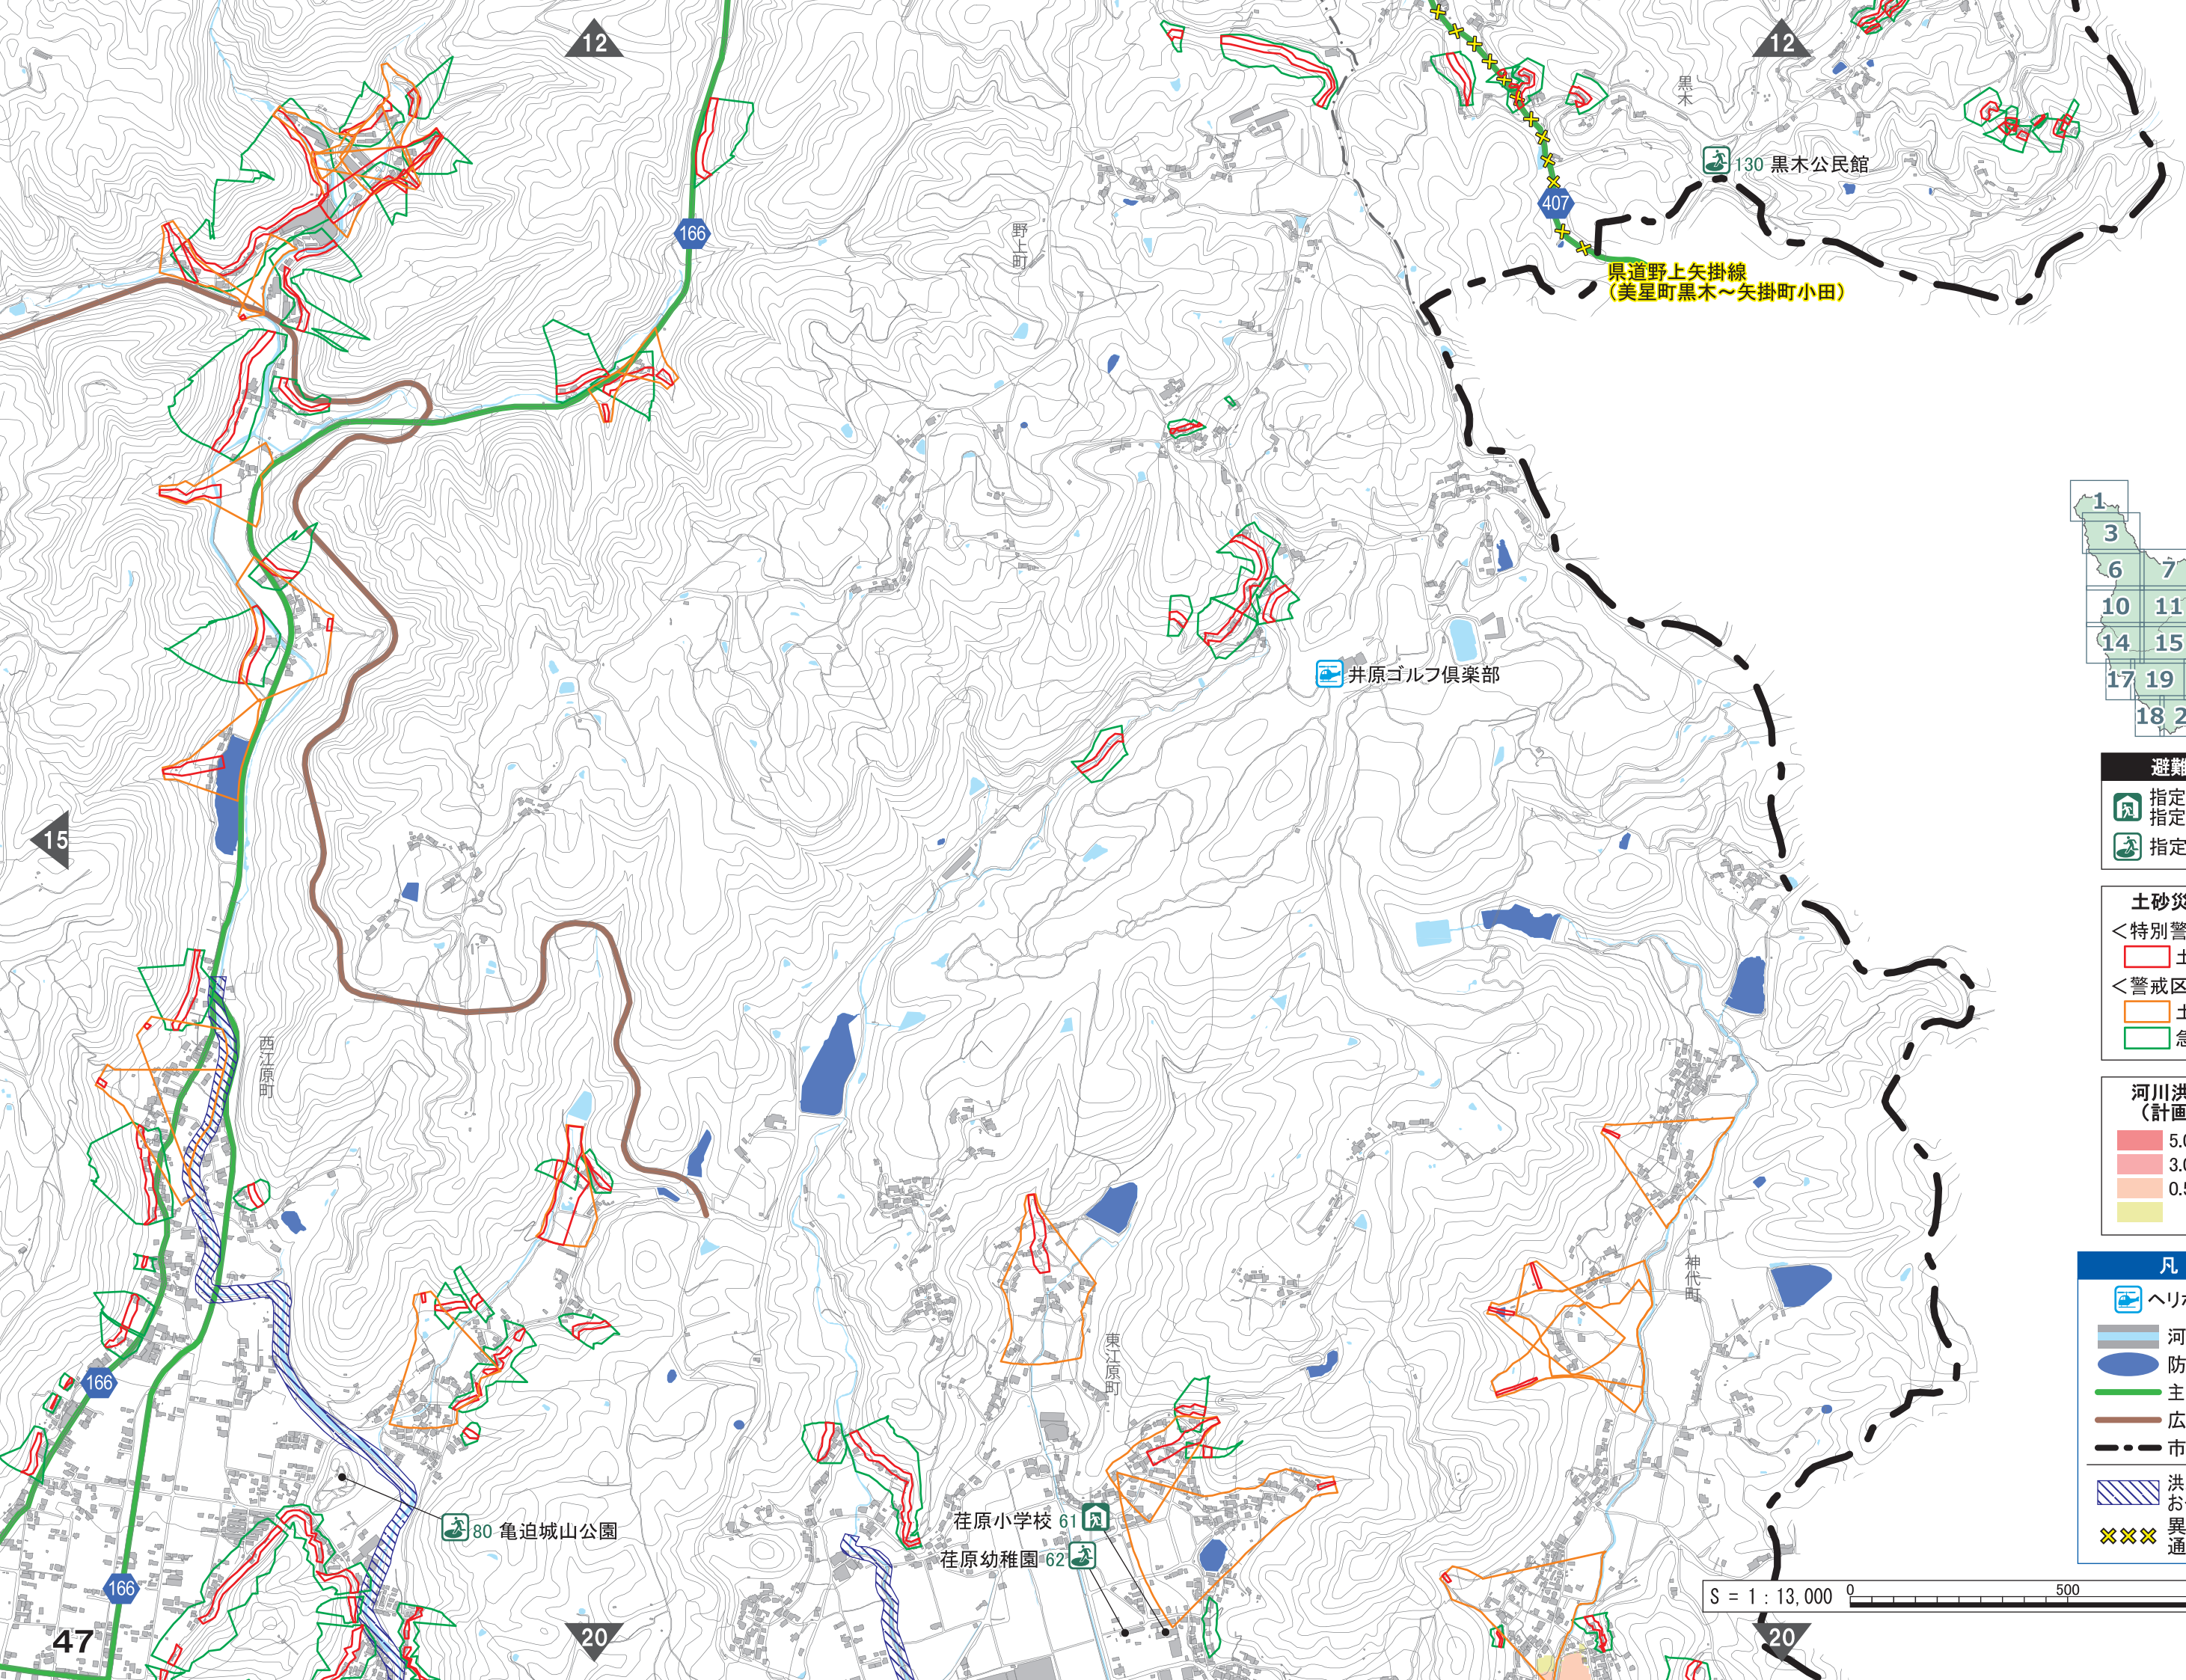 12
12
黒木
130 黒木公民館
166
野上町
407
県道野上矢掛線
(美星町黒木～矢掛町小田)
1
3
6
7
10
11
14
15
17
19
18
2
井原ゴルフ倶楽部
15
避難
指定
指定
指定
土砂災
＜特別警
土
＜警戒区
土
急
西江原町
河川洪
(計画
5.0
3.0
0.5
神代町
東江原町
凡
ヘリポ
河
防
主
広
市
洪
お
異
通
166
荏原小学校 61
荏原幼稚園 62
80 亀迫城山公園
166
S = 1 : 13,000
0
500
47
20
20